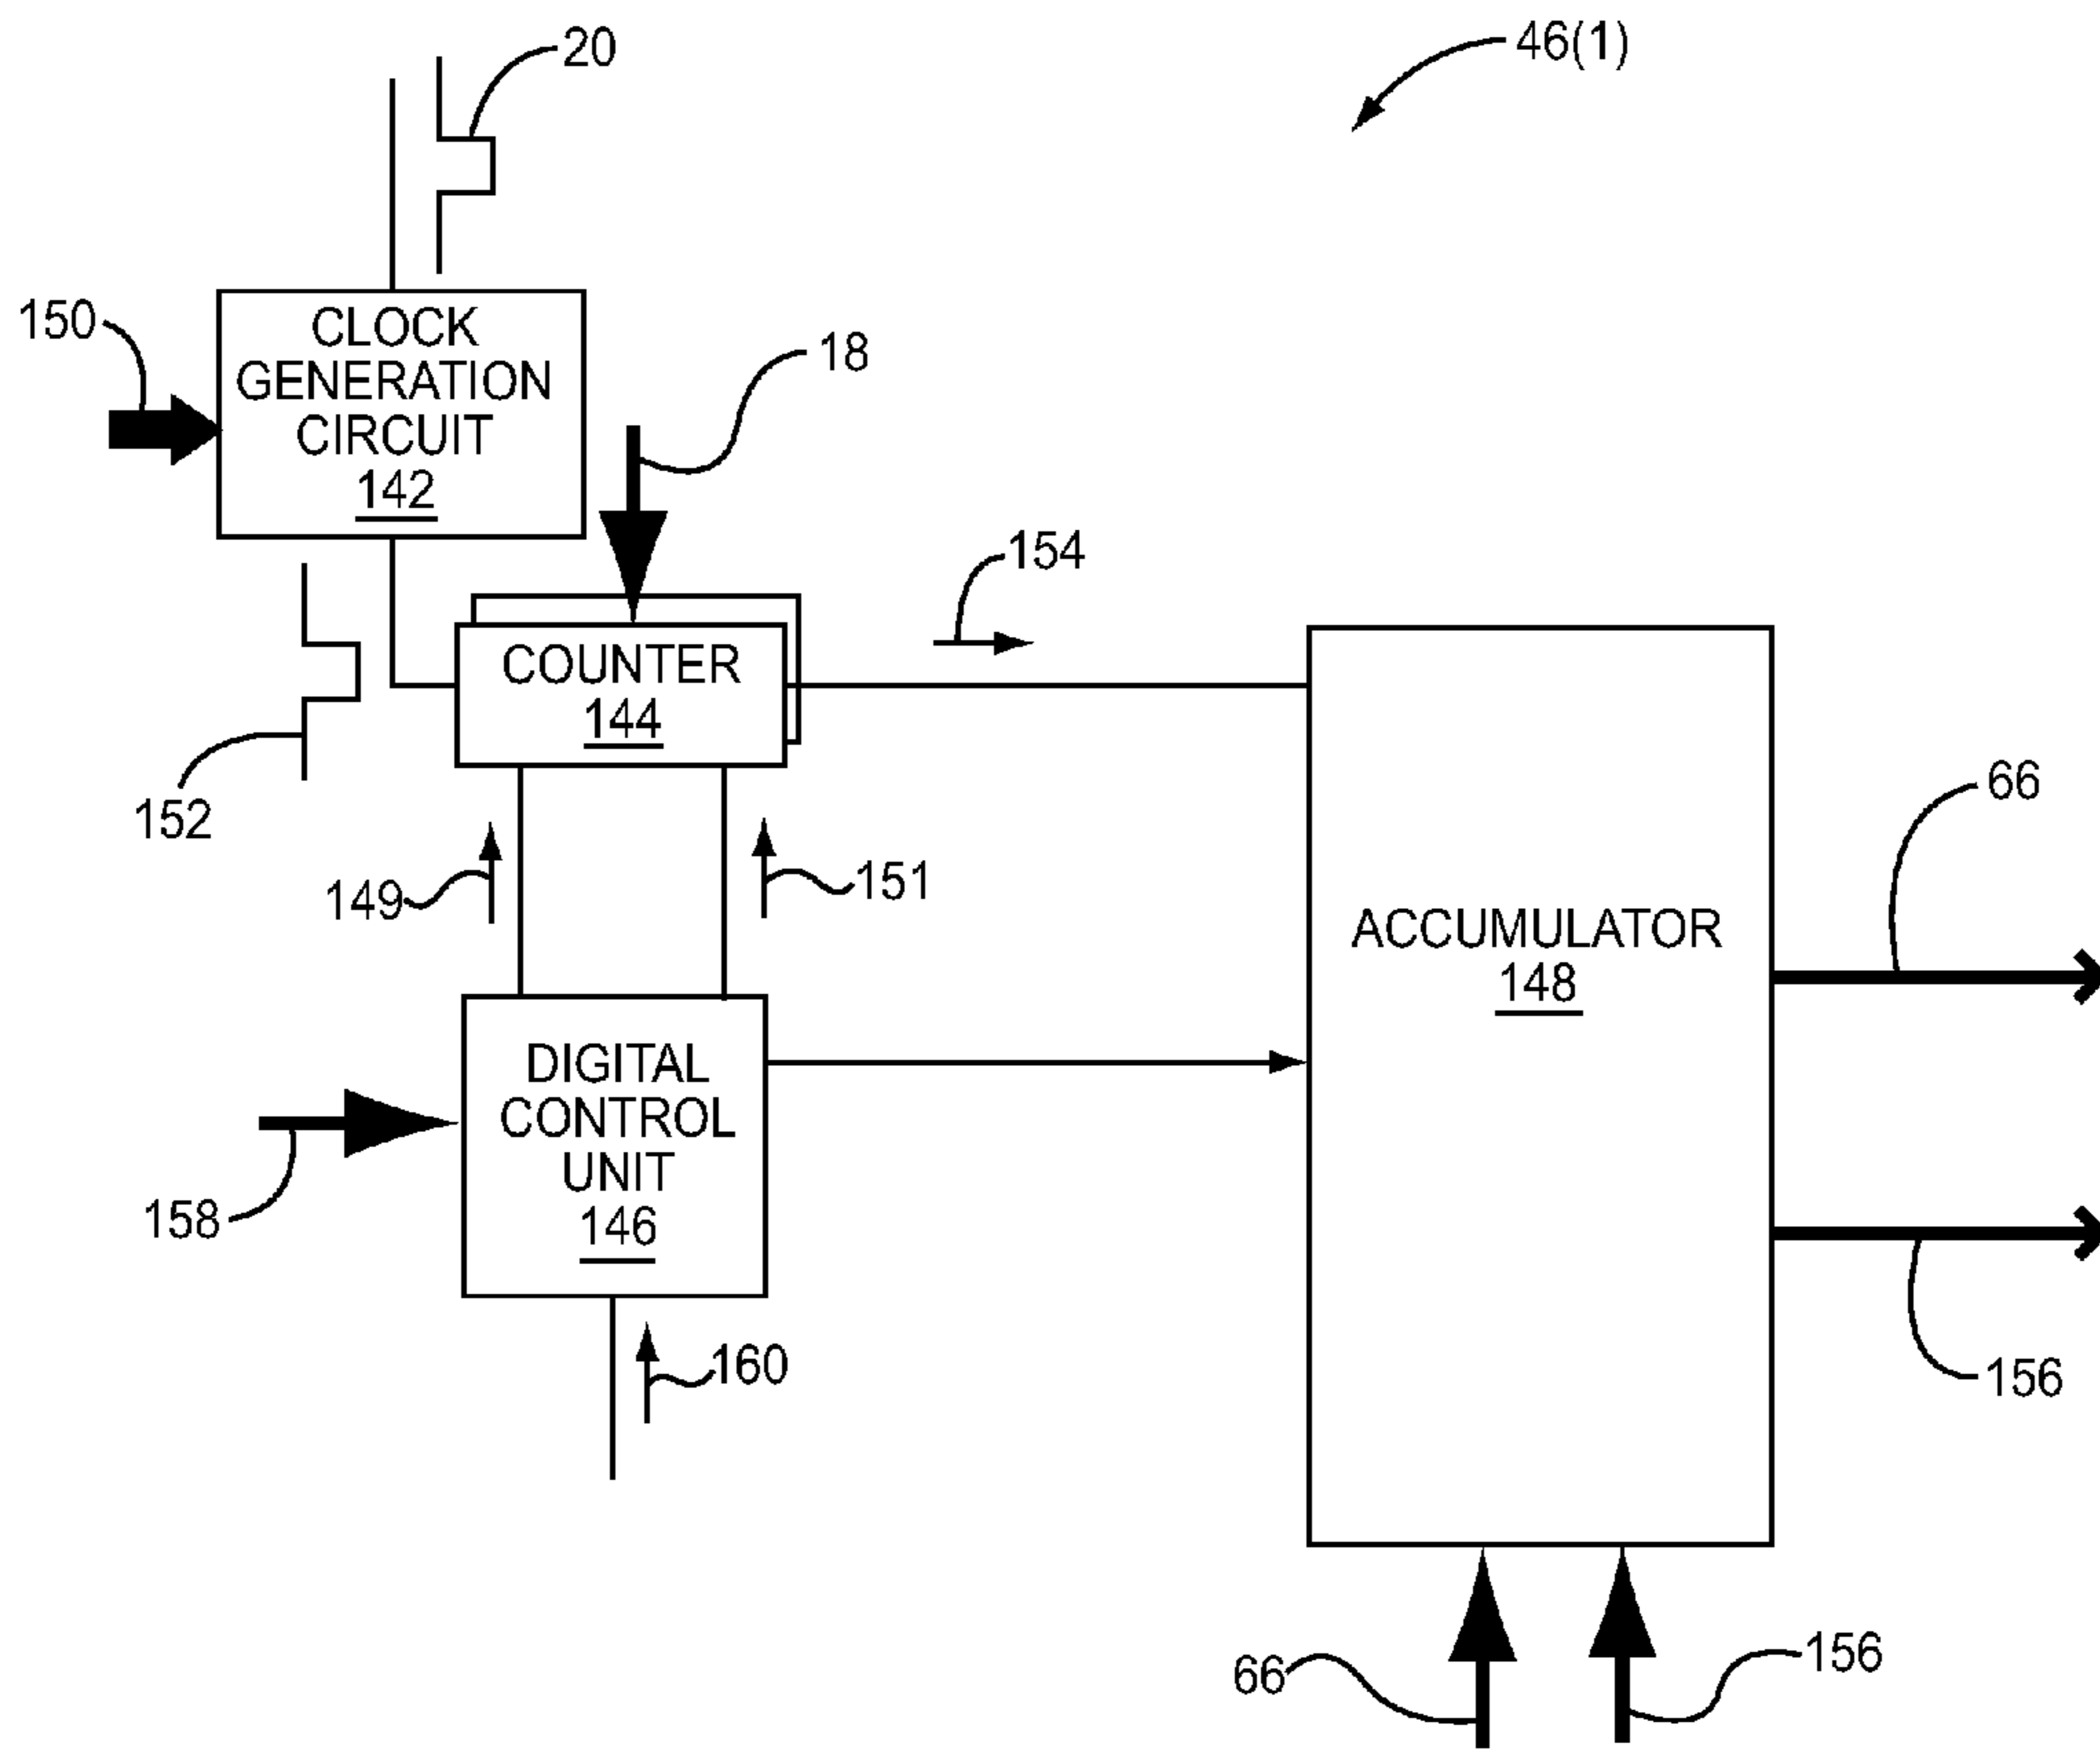 20
46(1)
150
CLOCK
GENERATION
CIRCUIT
142
18
154
COUNTER
144
152
149
151
66
ACCUMULATOR
148
DIGITAL
CONTROL
UNIT
146
158
160
156
66
156